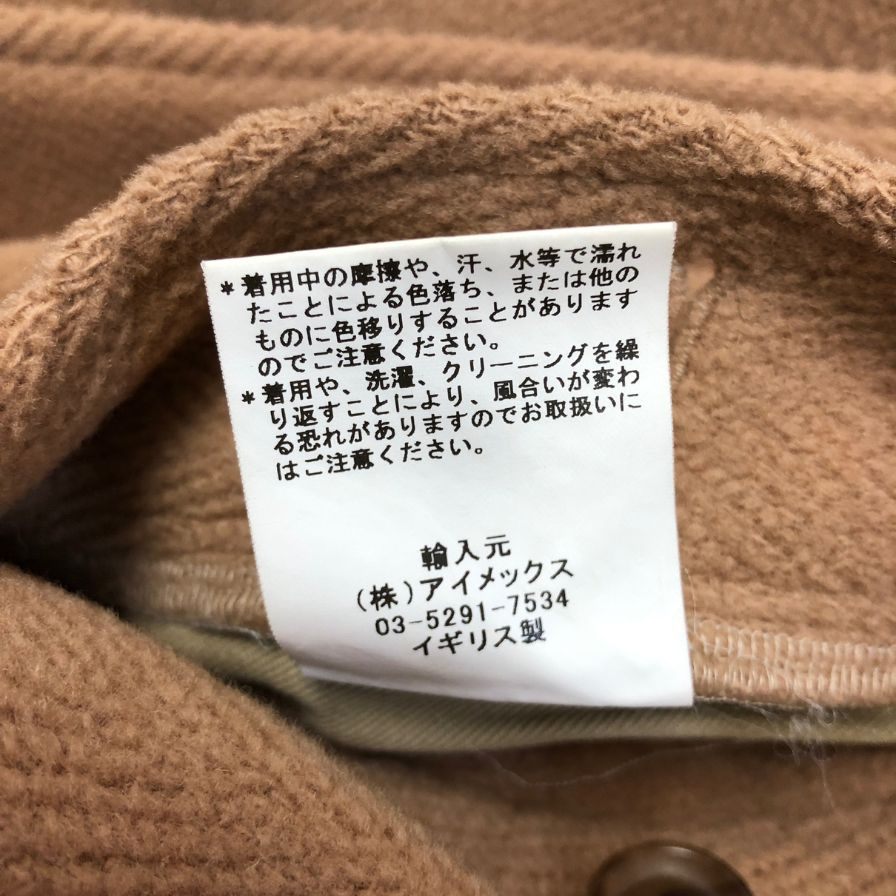 *着用中の摩擦や、汗、水等で濡れ
たことによる色落ち、または他の
ものに色移りすることがあります
のでご注意ください。
*着用や、洗濯、クリーニングを繰
り返すことにより、風合いが変わ
る恐れがありますのでお取扱いに
はご注意ください。
輸入元
(株)アイメックス
03-5291-7534
イギリス製